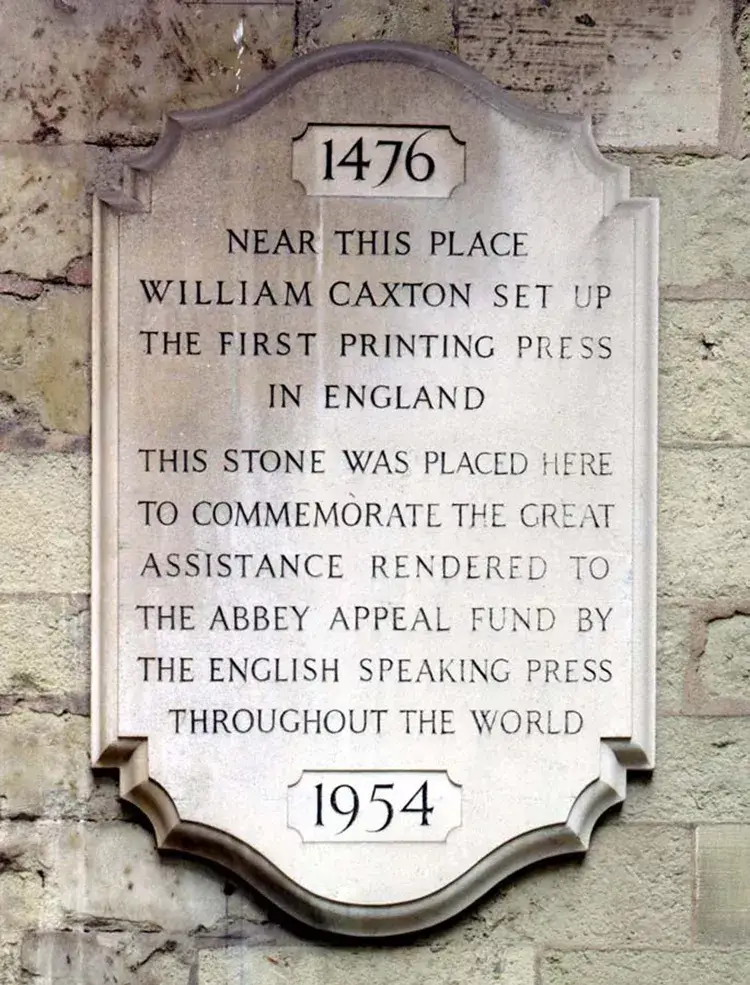 1476
NEAR THIS PLACE
WILLIAM CAXTON SET UP
THE FIRST PRINTING PRESS
IN ENGLAND
THIS STONE WAS PLACED HERE
TO COMMEMORATE THE GREAT
ASSISTANCE RENDERED TO
THE ABBEY APPEAL FUND BY
THE ENGLISH SPEAKING PRESS
THROUGHOUT THE WORLD
1954